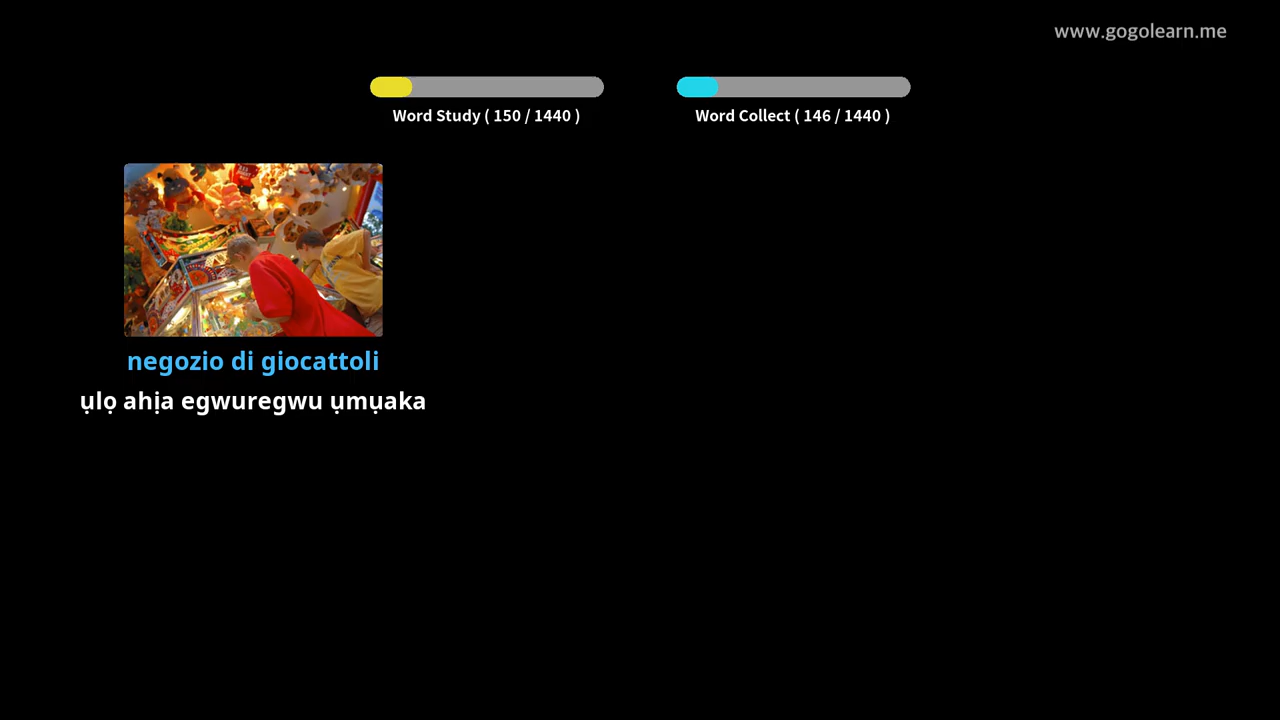 www.gogolearn.me
Word Study ( 150 / 1440 )
Word Collect ( 146 / 1440 )
negozio di giocattoli
ụlọ ahịa egwuregwu ụmụaka